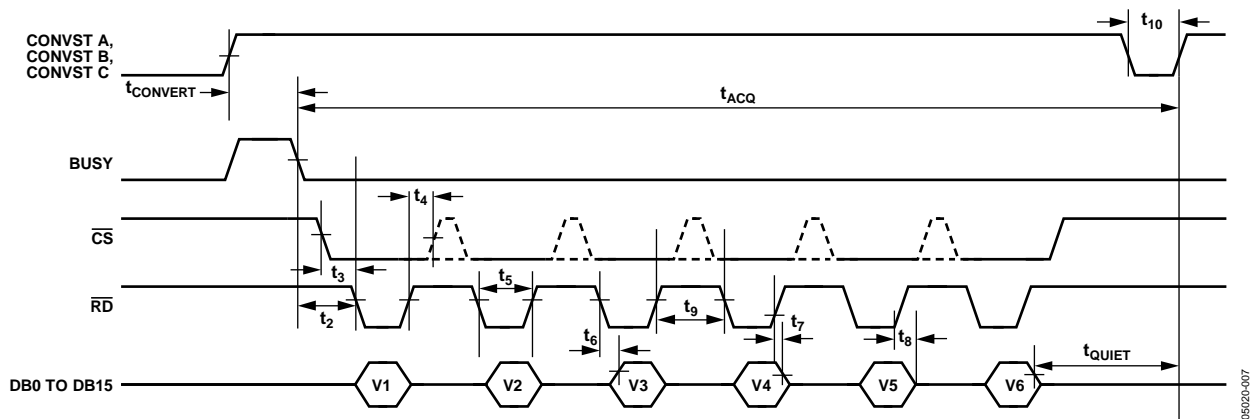 CONVST A,
CONVST B,
CONVST C
tCONVERT
t10
tACQ
BUSY
t4
CS
t3
t5
RD
t2
t9
t7
t6
t8
tQUIET
DB0 TO DB15
V1
V2
V3
V4
V5
V6
05020-007